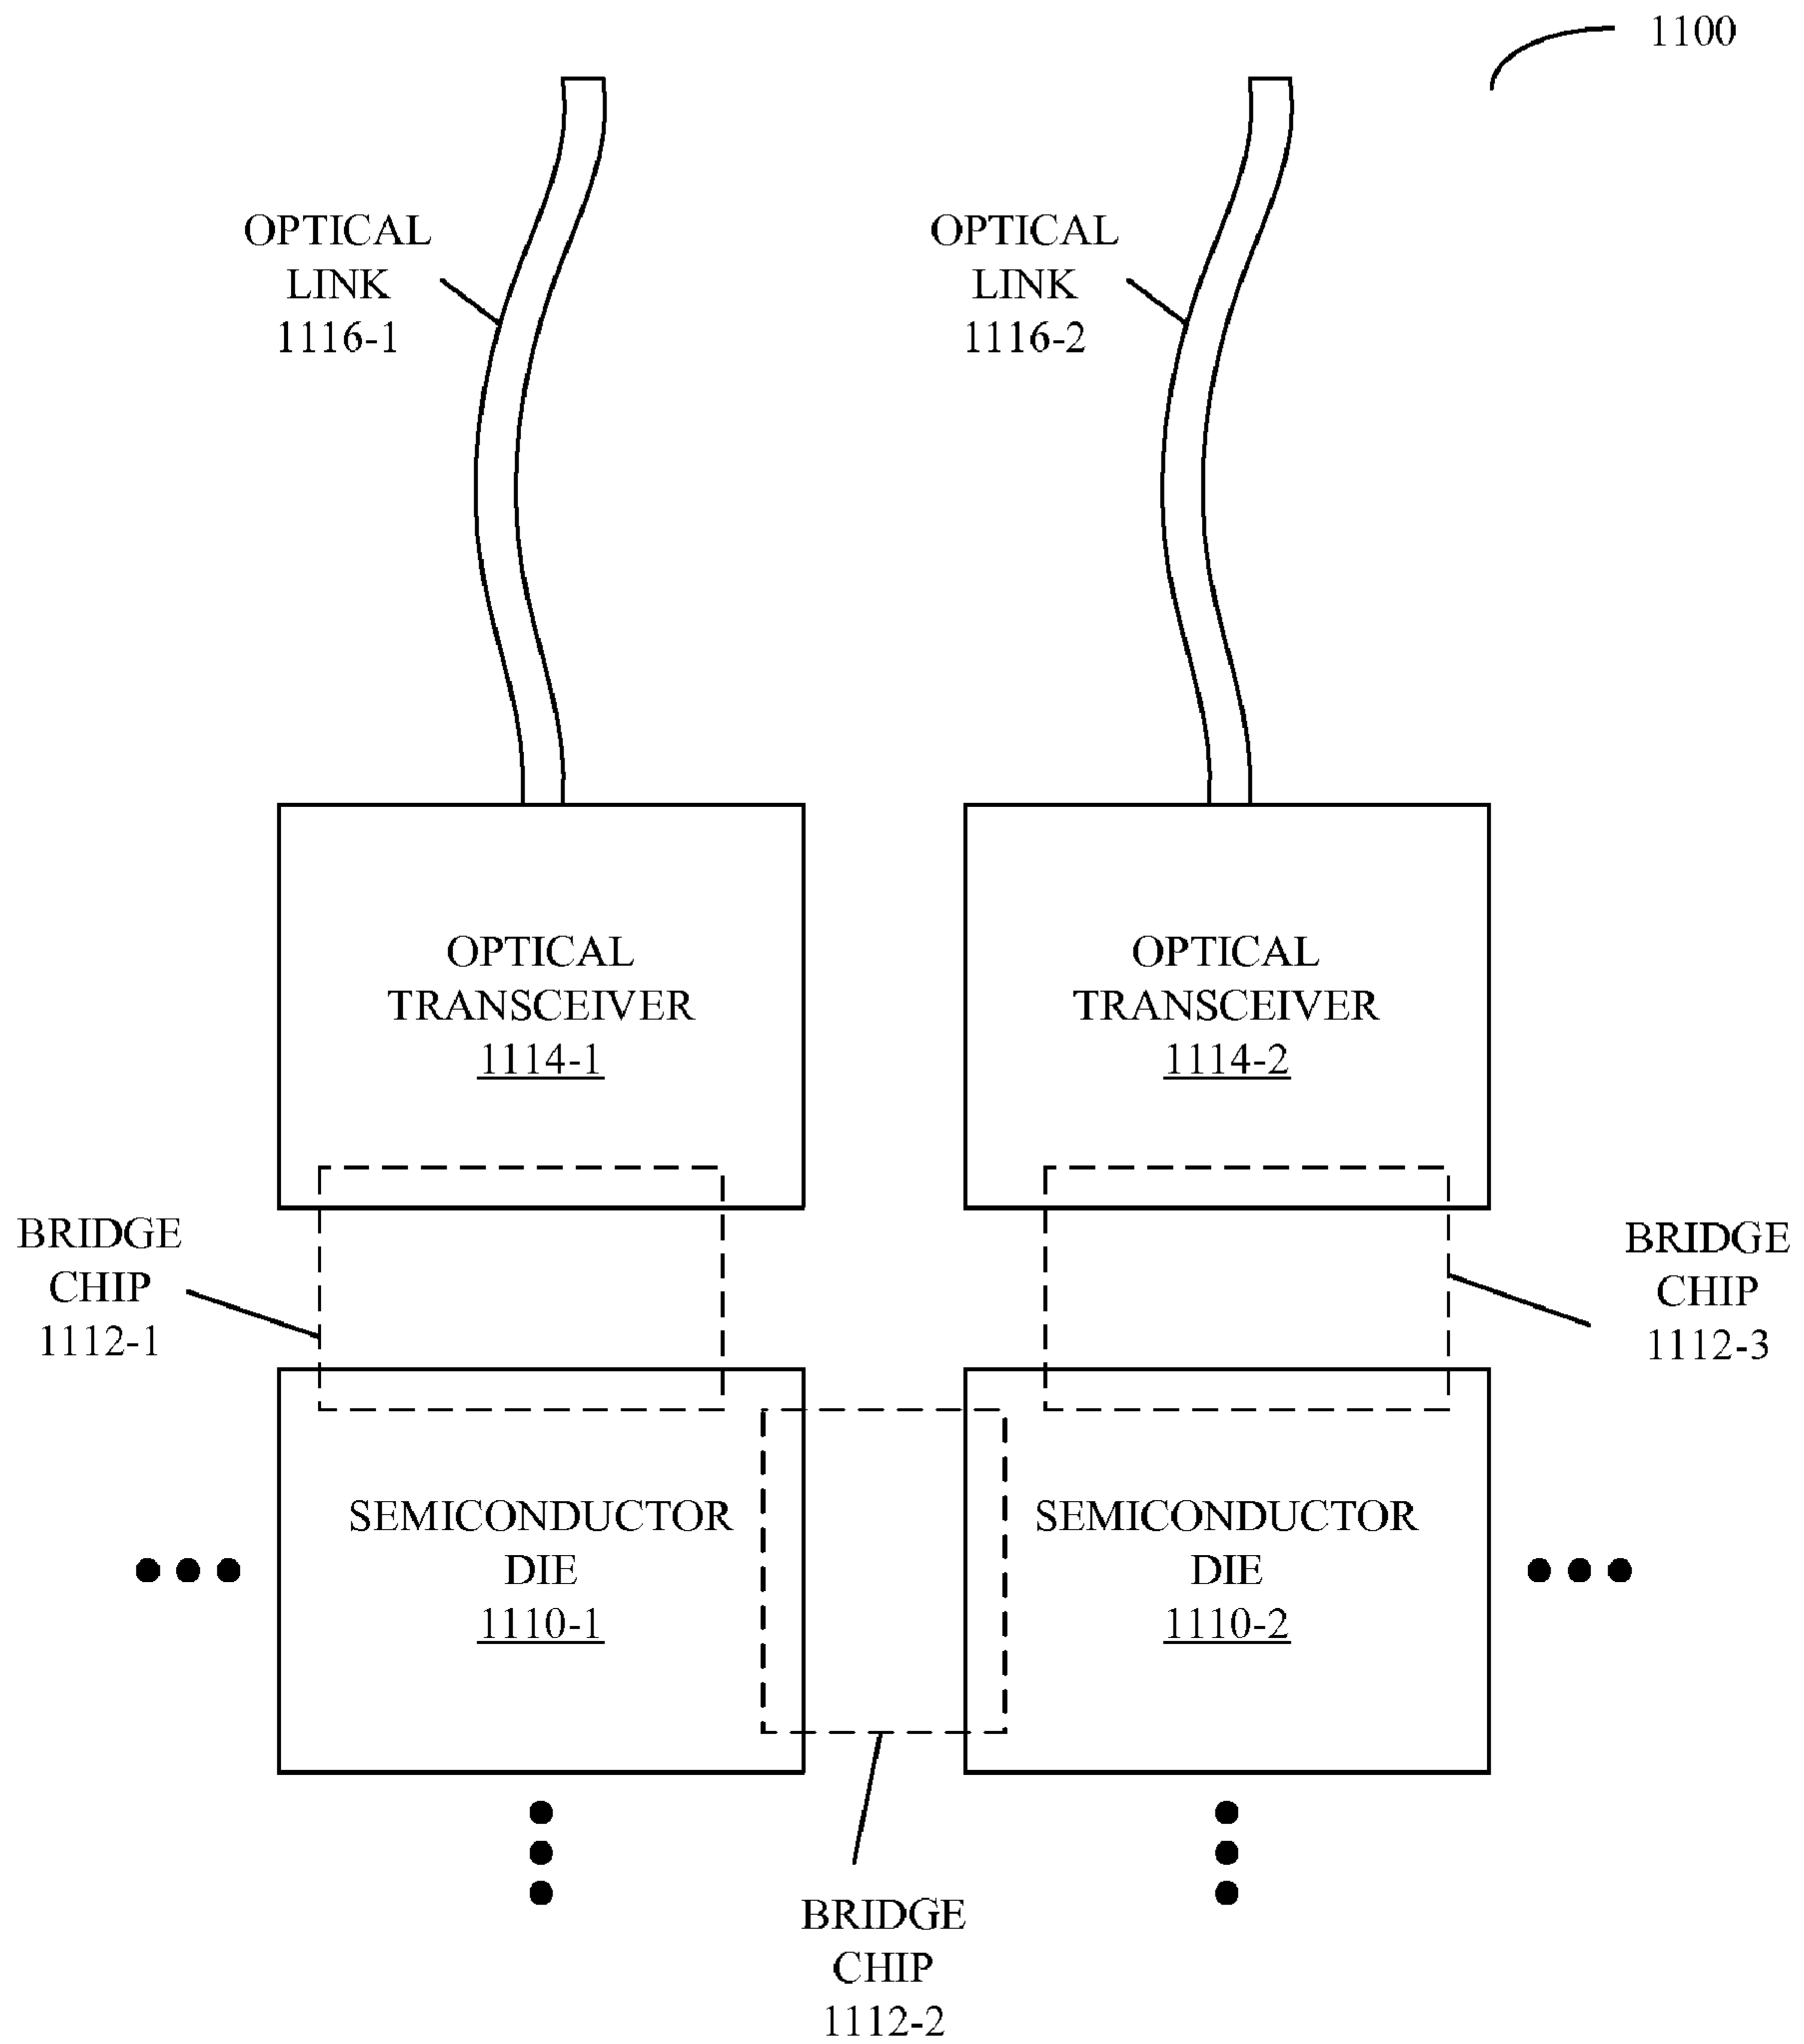 1100
OPTICAL
LINK
1116-1
OPTICAL
LINK
1116-2
OPTICAL
TRANSCEIVER
1114-1
OPTICAL
TRANSCEIVER
1114-2
BRIDGE
CHIP
1112-1
BRIDGE
CHIP
1112-3
SEMICONDUCTOR
DIE
1110-1
SEMICONDUCTOR
DIE
1110-2
BRIDGE
CHIP
1112-2